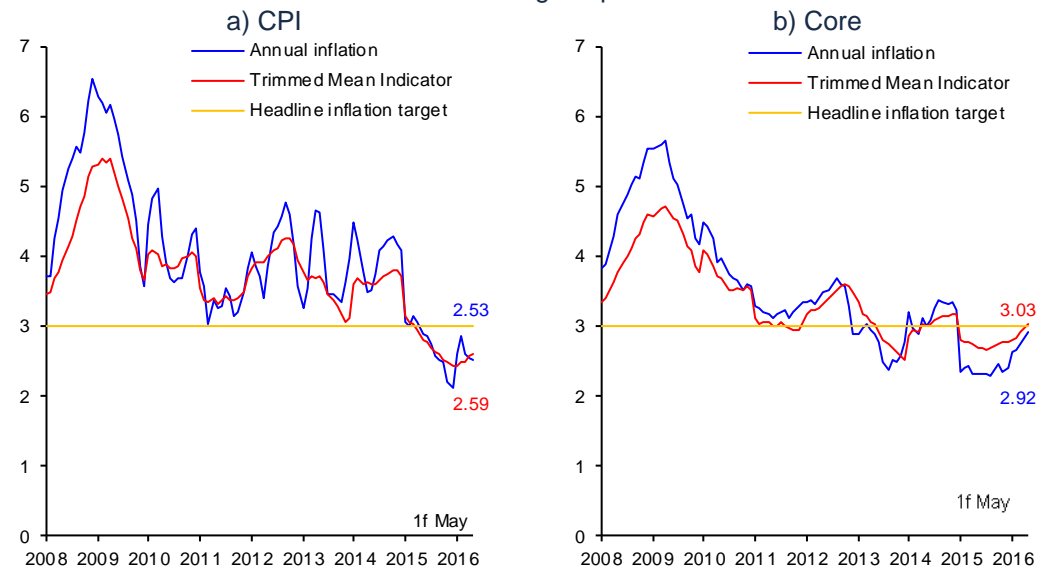 a) CPI
Annual inflation
Trimmed Mean Indicator
Headline inflation target
7
6
5
4
3
2
1
0
2.53
2.59
1f May
2008 2009 2010 2011 2012 2013 2014 2015 2016
b) Core
Annual inflation
Trimmed Mean Indicator
Headline inflation target
7
6
5
4
3
2
1
0
3.03
2.92
1f May
2008 2009 2010 2011 2012 2013 2014 2015 2016